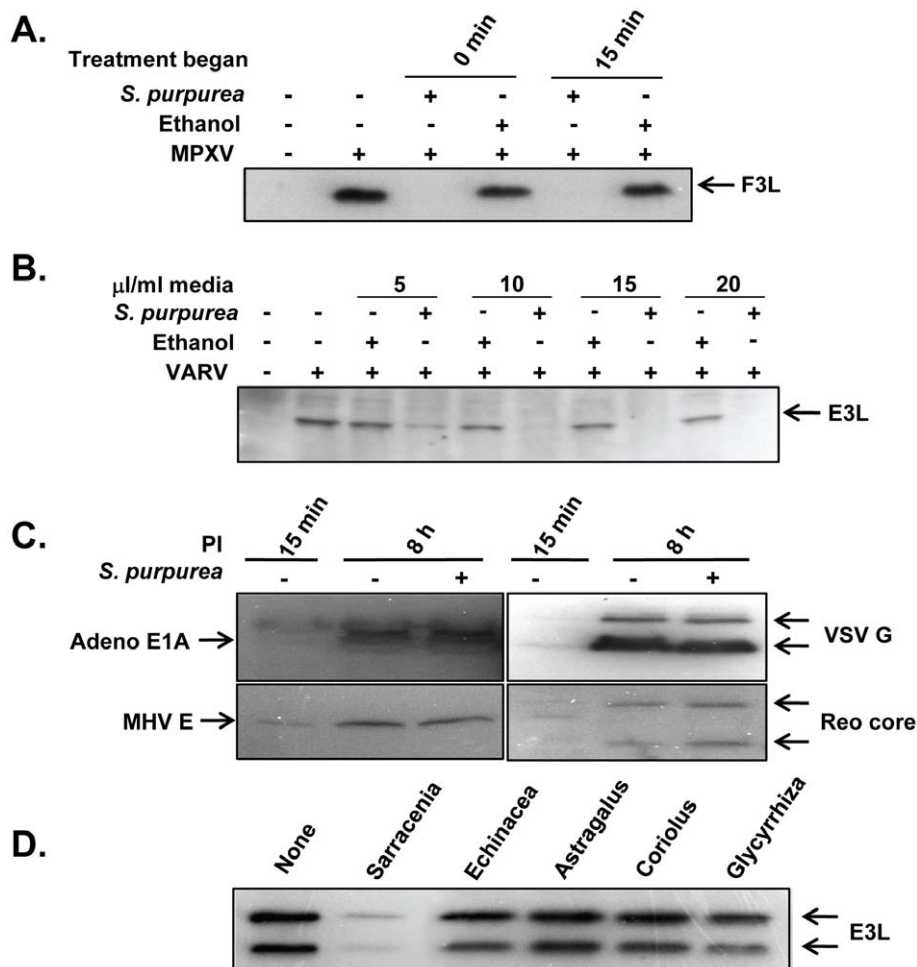 A.
Treatment began 0 min 15 min
S. purpurea - - + - + -
Ethanol - - - + - +
MPXV - + + + + +
← F3L
B.
µl/ml media 5 10 15 20
S. purpurea - - - + - + - + - +
Ethanol - - + - + - + - + -
VARV - + + + + + + + + +
← E3L
C.
PI 15 min 8 h 15 min 8 h
S. purpurea - - + - - +
Adeno E1A → ← ← VSV G
MHV E → ← ← Reo core
D.
None Sarracenia Echinacea Astragalus Coriolus Glycyrrhiza
← ← E3L